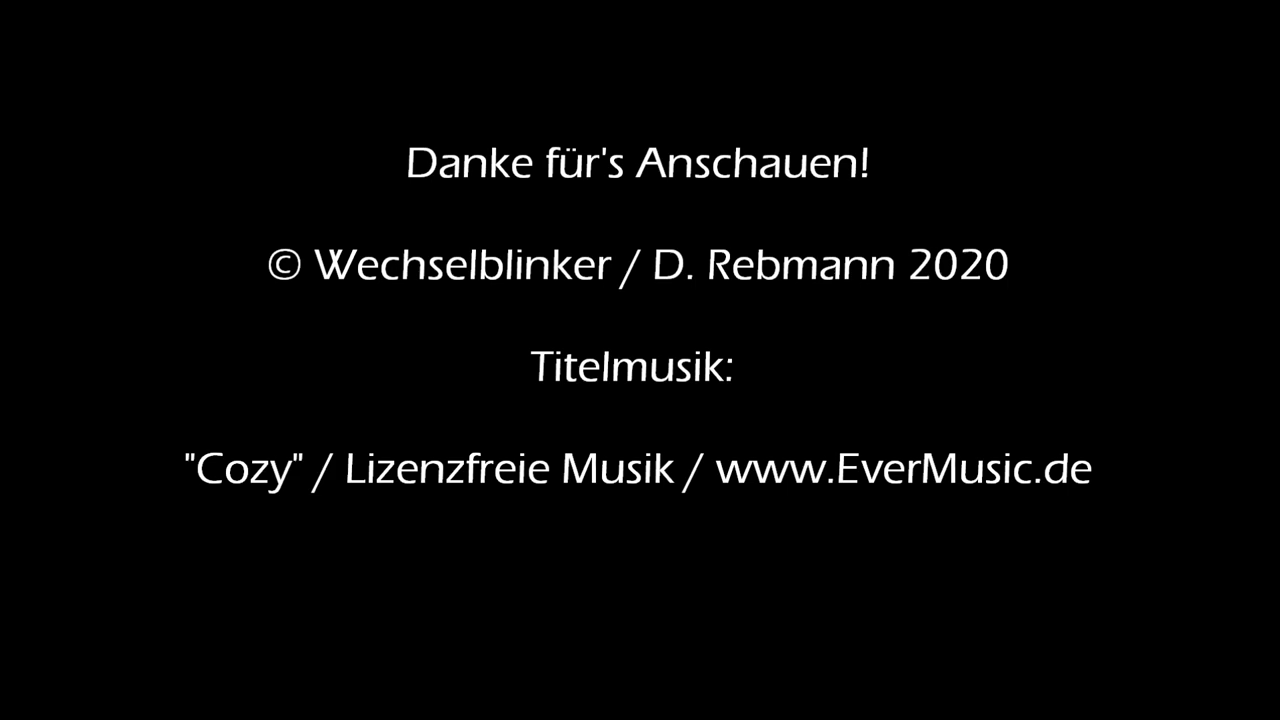 Danke für's Anschauen!
© Wechselblinker / D. Rebmann 2020
Titelmusik:
"Cozy" / Lizenzfreie Musik / www.EverMusic.de